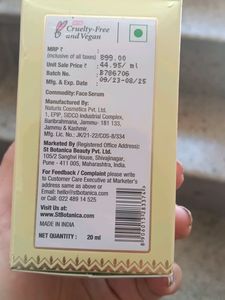 Cruelty-Free
and Vegan
MRP ₹ : 899.00
(inclusive of all taxes)
Unit Sale Price ₹ : 44.95/ ml
Batch No. : B786706
Mfg. & Exp. Date : 09/23-08/25
Commodity: Face Serum
Manufactured By:
Naturis Cosmetics Pvt. Ltd.
1, EPIP, SIDCO Industrial Complex,
Baribrahmana, Jammu- 181 133,
Jammu & Kashmir.
Mfg. Lic. No.: JK/21-22/COS-8/334
Marketed By (Registered Office Address):
St Botanica Beauty Pvt. Ltd.
105/2 Sanghvi House, Shivajinagar,
Pune - 411 005, Maharashtra, India.
For Feedback / Complaint please write
to Customer Care Executive at Marketer's
address same as above or
Email: hello@stbotanica.com
or Call: 022 489 14 525
Visit Us at:
www.StBotanica.com
MADE IN INDIA
NET QUANTITY : 20 ml